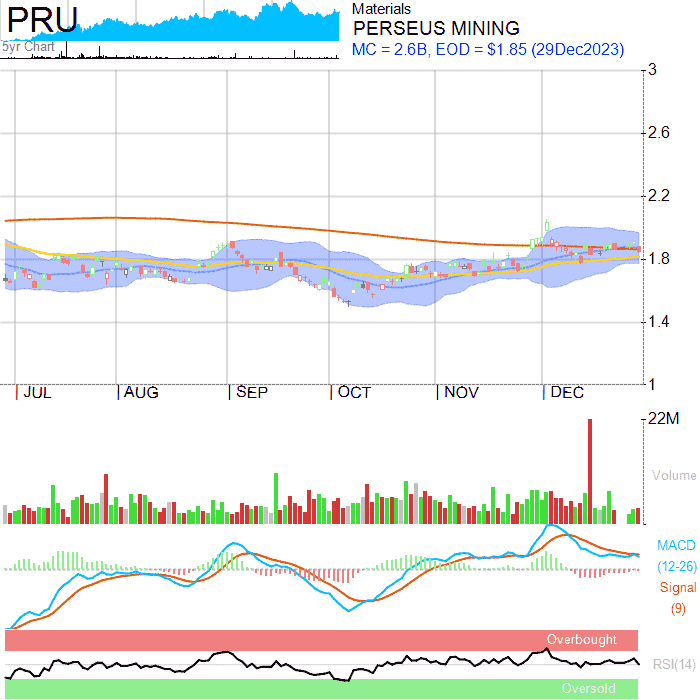 PRU
5yr Chart
Materials
PERSEUS MINING
MC = 2.6B, EOD = $1.85 (29Dec2023)
3
2.6
2.2
1.8
1.4
1
JUL AUG SEP OCT NOV DEC
22M
Volume
MACD
(12-26)
Signal
(9)
Overbought
RSI(14)
Oversold